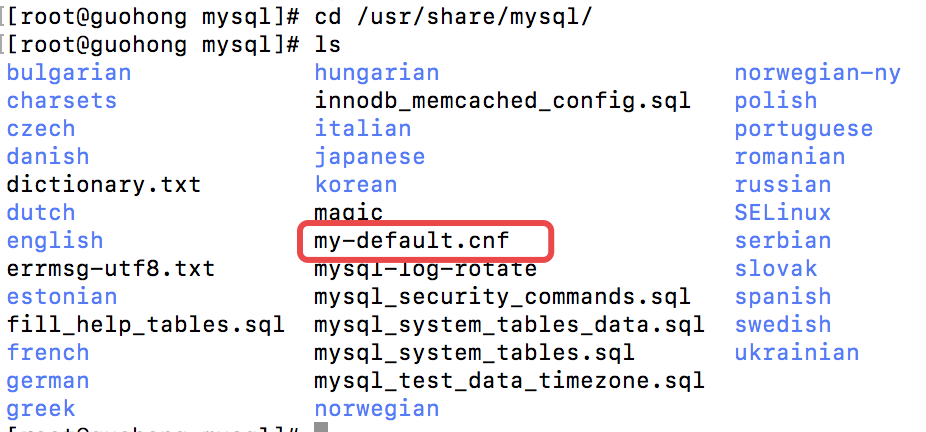 [[root@guohong mysql]# cd /usr/share/mysql/
[[root@guohong mysql]# ls
bulgarian hungarian norwegian-ny
charsets innodb_memcached_config.sql polish
czech italian portuguese
danish japanese romanian
dictionary.txt korean russian
dutch magic SELinux
english my-default.cnf serbian
errmsg-utf8.txt mysql-log-rotate slovak
estonian mysql_security_commands.sql spanish
fill_help_tables.sql mysql_system_tables_data.sql swedish
french mysql_system_tables.sql ukrainian
german mysql_test_data_timezone.sql
greek norwegian
[root@guohong mysql]#